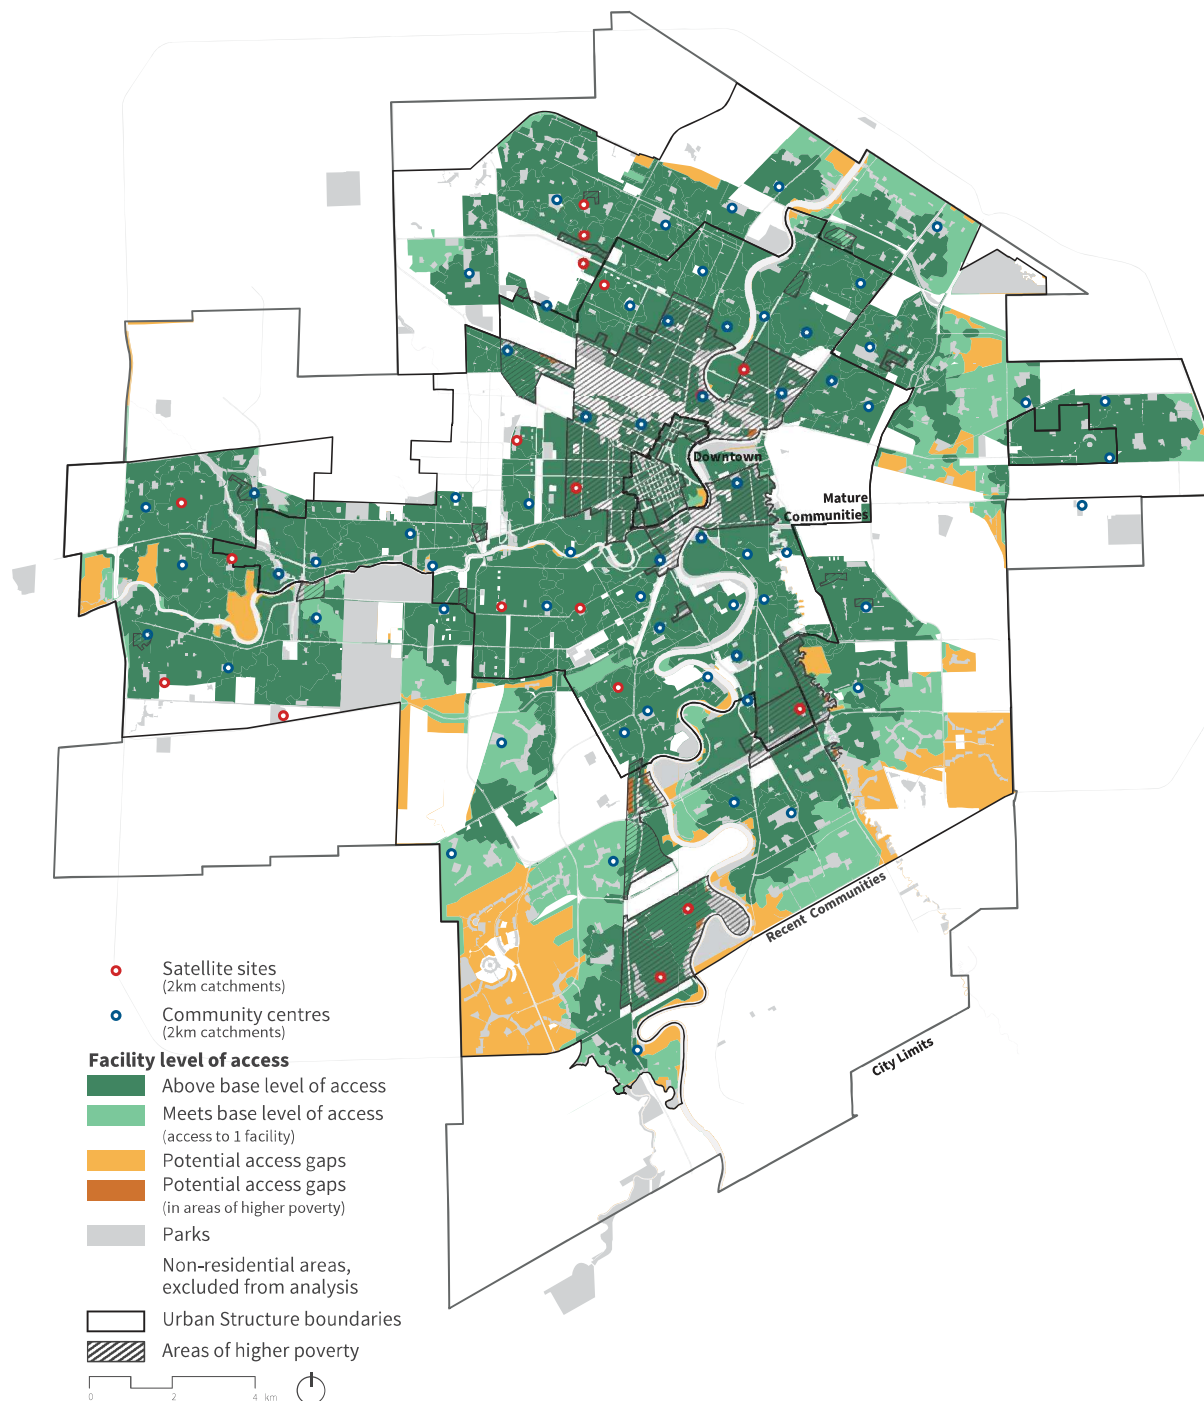 Downtown
Mature
Communities
Recent Communities
City Limits
Satellite sites
(2km catchments)
Community centres
(2km catchments)
Facility level of access
Above base level of access
Meets base level of access
(access to 1 facility)
Potential access gaps
Potential access gaps
(in areas of higher poverty)
Parks
Non-residential areas,
excluded from analysis
Urban Structure boundaries
Areas of higher poverty
0 2 4 km